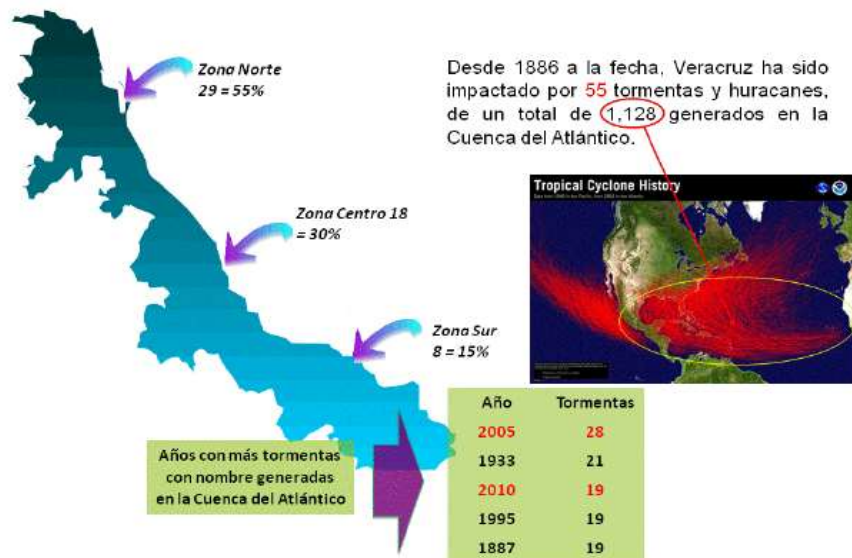 Zona Norte
29 = 55%
Desde 1886 a la fecha, Veracruz ha sido
impactado por 55 tormentas y huracanes,
de un total de 1,128 generados en la
Cuenca del Atlántico.
Tropical Cyclone History
Zona Centro 18
= 30%
Zona Sur
8 = 15%
Años con más tormentas
con nombre generadas
en la Cuenca del Atlántico
Año Tormentas
2005 28
1933 21
2010 19
1995 19
1887 19